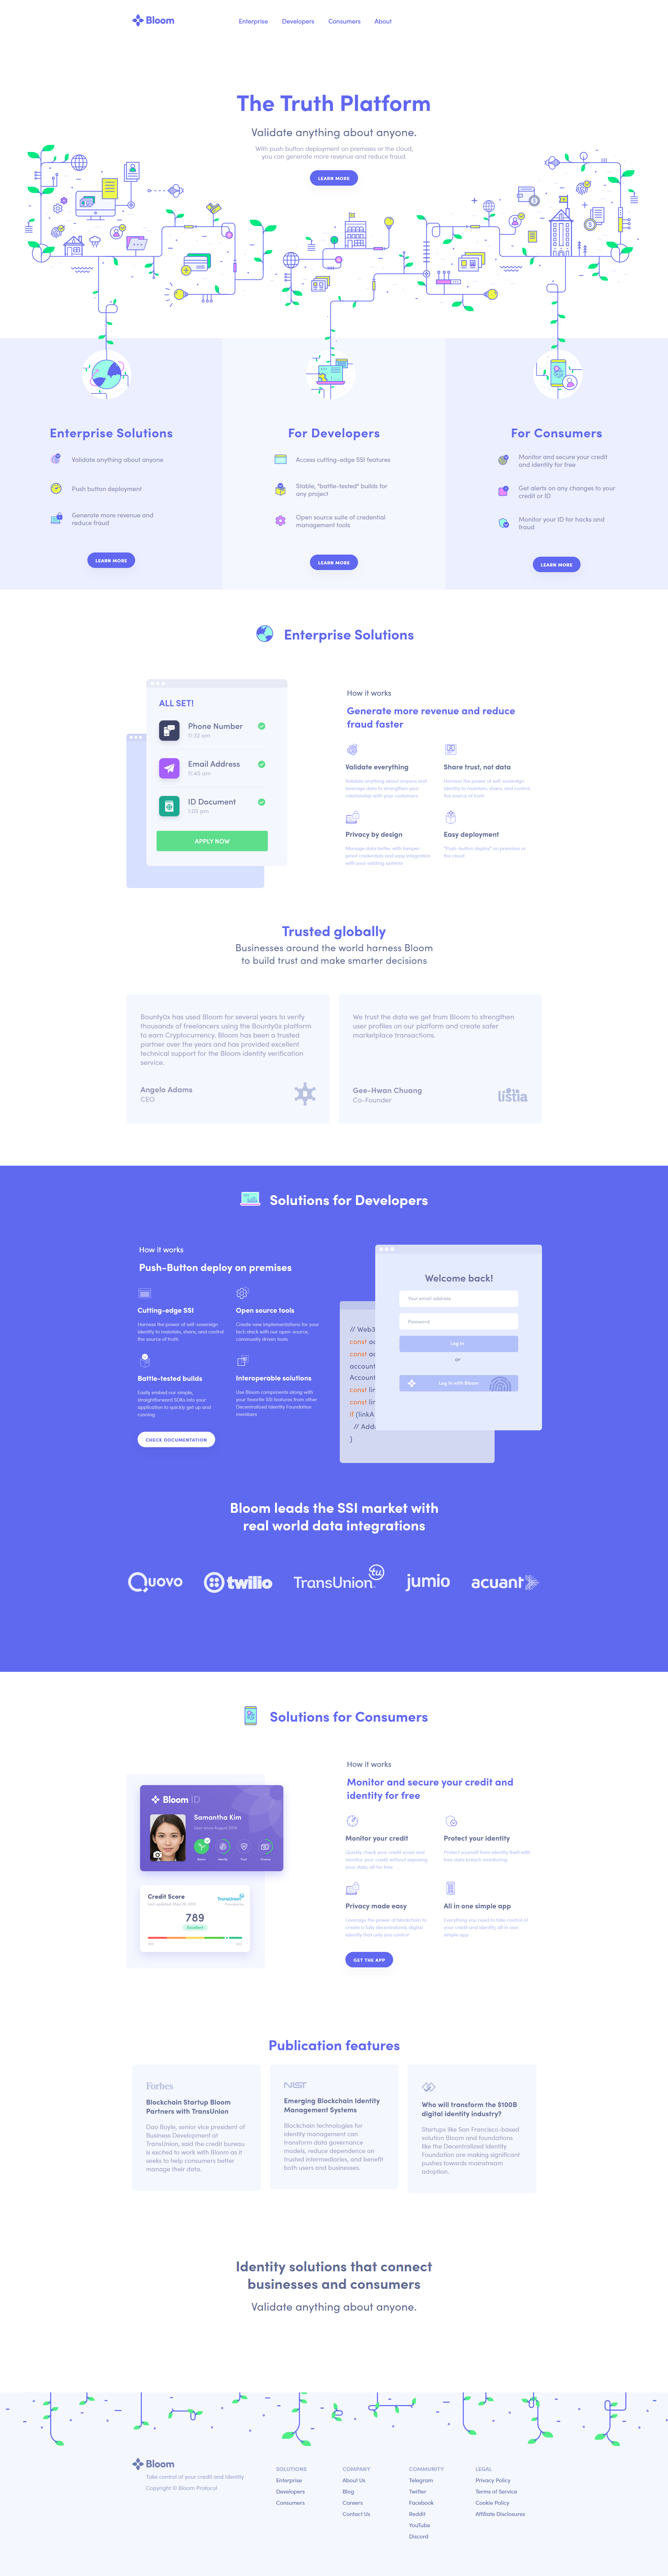 Bloom
Enterprise
Developers
Consumers
About
The Truth Platform
Validate anything about anyone.
With push button deployment on premises or the cloud,
you can generate more revenue and reduce fraud.
LEARN MORE
Enterprise Solutions
Validate anything about anyone
Push button deployment
Generate more revenue and
reduce fraud
LEARN MORE
For Developers
Access cutting-edge SSI features
Stable, "battle-tested" builds for
any project
Open source suite of credential
management tools
LEARN MORE
For Consumers
Monitor and secure your credit
and identity for free
Get alerts on any changes to your
credit or ID
Monitor your ID for hacks and
fraud
LEARN MORE
Enterprise Solutions
ALL SET!
Phone Number
11:32 am
Email Address
11:45 am
ID Document
1:05 pm
APPLY NOW
How it works
Generate more revenue and reduce
fraud faster
Validate everything
Validate anything about anyone and
leverage data to strengthen your
relationship with your customers
Share trust, not data
Harness the power of self-sovereign
identity to maintain, share, and control
the source of truth
Privacy by design
Manage data better with tamper-
proof credentials and easy integration
with your existing systems
Easy deployment
"Push-button deploy" on premises or
the cloud
Trusted globally
Businesses around the world harness Bloom
to build trust and make smarter decisions
Bounty0x has used Bloom for several years to verify
thousands of freelancers using the Bounty0x platform
to earn Cryptocurrency. Bloom has been a trusted
partner over the years and has provided excellent
technical support for the Bloom identity verification
service.
Angelo Adams
CEO
We trust the data we get from Bloom to strengthen
user profiles on our platform and create safer
marketplace transactions.
Gee-Hwan Chuang
Co-Founder
listia
Solutions for Developers
How it works
Push-Button deploy on premises
Cutting-edge SSI
Harness the power of self-sovereign
identity to maintain, share, and control
the source of truth
Open source tools
Create new implementations for your
tech stack with our open-source,
community driven tools
Battle-tested builds
Easily embed our simple,
straightforward SDKs into your
application to quickly get up and
running
Interoperable solutions
Use Bloom components along with
your favorite SSI features from other
Decentralized Identity Foundation
members
CHECK DOCUMENTATION
// Web3
const ac
const ac
account
Account
const lin
const lin
if (linkA
// Adda
}
Welcome back!
Your email address
Password
Log In
or
Log In with Bloom
Bloom leads the SSI market with
real world data integrations
Quovo
twilio
TransUnion
tu
jumio
acuant
Solutions for Consumers
Bloom ID
Samantha Kim
User since August 2018
Credit Score
TransUnion
789
Excellent
How it works
Monitor and secure your credit and
identity for free
Monitor your credit
Quickly check your credit score and
monitor your credit without exposing
your data, all for free.
Protect your identity
Protect yourself from identity theft with
free data breach monitoring.
Privacy made easy
Leverage the power of blockchain to
create a fully decentralized, digital
identity that only you control
All in one simple app
Everything you need to take control of
your credit and identity, all in one
simple app
GET THE APP
Publication features
Forbes
Blockchain Startup Bloom
Partners with TransUnion
Dao Boyle, senior vice president of
Business Development at
TransUnion, said the credit bureau
is excited to work with Bloom as it
seeks to help consumers better
manage their data.
NIST
Emerging Blockchain Identity
Management Systems
Blockchain technologies for
identity management can
transform data governance
models, reduce dependence on
trusted intermediaries, and benefit
both users and businesses.
Who will transform the $100B
digital identity industry?
Startups like San Francisco-based
solution Bloom and foundations
like the Decentralized Identity
Foundation are making significant
pushes towards mainstream
adoption.
Identity solutions that connect
businesses and consumers
Validate anything about anyone.
Bloom
Take control of your credit and identity
Copyright © Bloom Protocol
SOLUTIONS
Enterprise
Developers
Consumers
COMPANY
About Us
Blog
Careers
Contact Us
COMMUNITY
Telegram
Twitter
Facebook
Reddit
YouTube
Discord
LEGAL
Privacy Policy
Terms of Service
Cookie Policy
Affiliate Disclosures